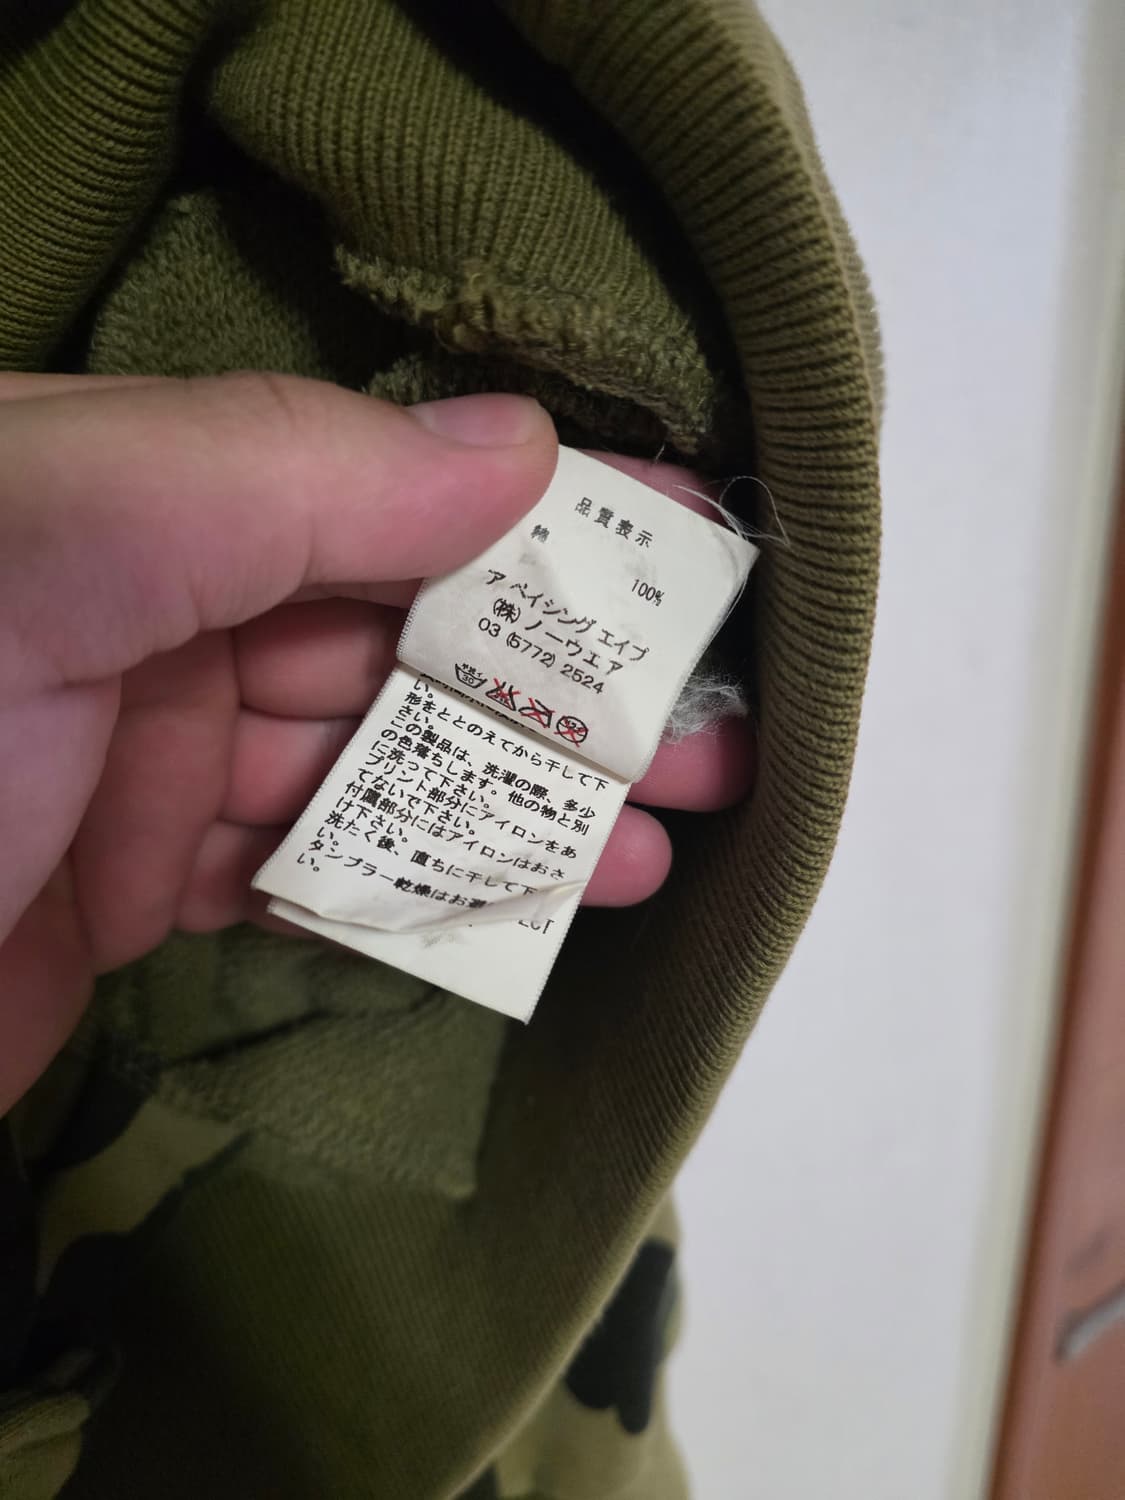 品質表示
綿
100%
ア ベイシング エイプ
(株) ノーウエア
03 (5772) 2524
手洗イ
30
い。
形をととのえてから干して下
さい。
この製品は、洗濯の際、多少
の色落ちします。他の物と別
に洗って下さい。
プリント部分にアイロンをあ
てないで下さい。
付属部分にはアイロンはおさ
け下さい。
洗たく後、直ちに干して下
い。
タンブラー乾燥はお避
い。
ECT